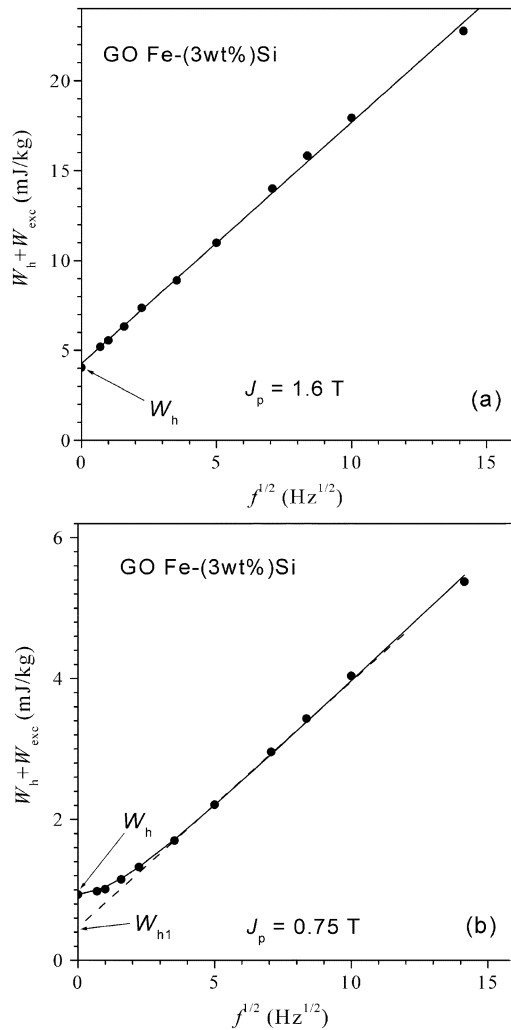 GO Fe-(3wt%)Si
W_h+W_exc (mJ/kg)
20
15
10
5
0
W_h
J_p = 1.6 T
(a)
0 5 10 15
f^1/2 (Hz^1/2)
GO Fe-(3wt%)Si
W_h+W_exc (mJ/kg)
6
4
2
0
W_h
W_h1
J_p = 0.75 T
(b)
0 5 10 15
f^1/2 (Hz^1/2)